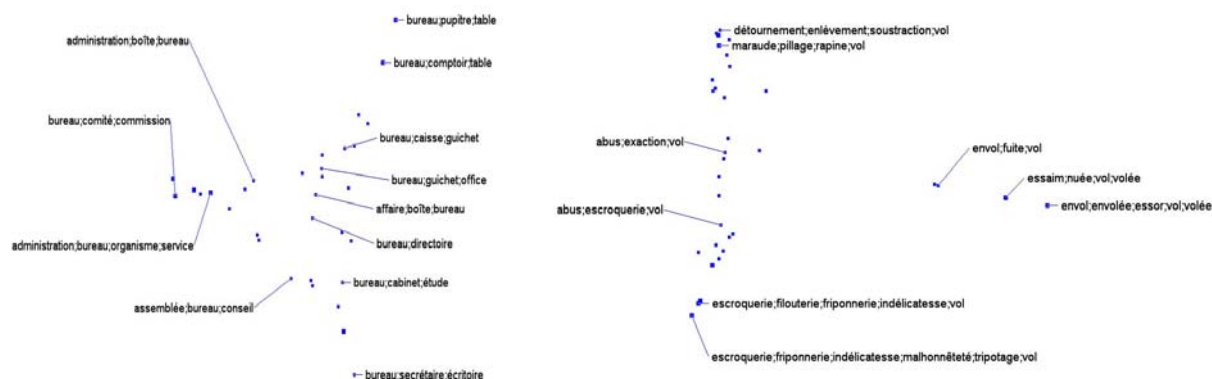 bureau;pupitre;table
administration;boîte;bureau
bureau;comptoir;table
bureau;comité;commission
bureau;caisse;guichet
bureau;guichet;office
affaire;boîte;bureau
administration;bureau;organisme;service
bureau;directoire
bureau;cabinet;étude
assemblée;bureau;conseil
bureau;secrétaire;écritoire
détournement;enlèvement;soustraction;vol
maraude;pillage;rapine;vol
abus;exaction;vol
envol;fuite;vol
essaim;nuée;vol;volée
abus;escroquerie;vol
envol;envolée;essor;vol;volée
escroquerie;filouterie;friponnerie;indélicatesse;vol
escroquerie;friponnerie;indélicatesse;malhonnêteté;tripotage;vol